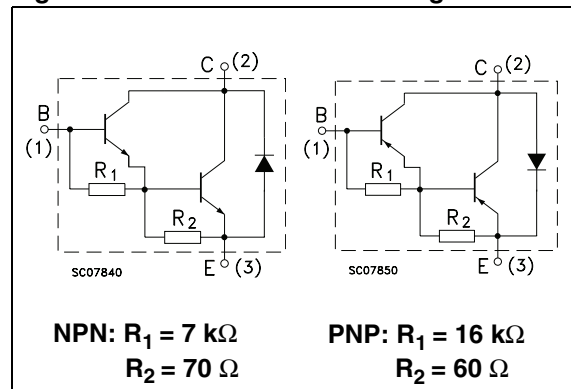 C (2)
B
(1)
R1
R2
SC07840
E (3)
C (2)
B
(1)
R1
R2
SC07850
E (3)
NPN: R1 = 7 kΩ
R2 = 70 Ω
PNP: R1 = 16 kΩ
R2 = 60 Ω